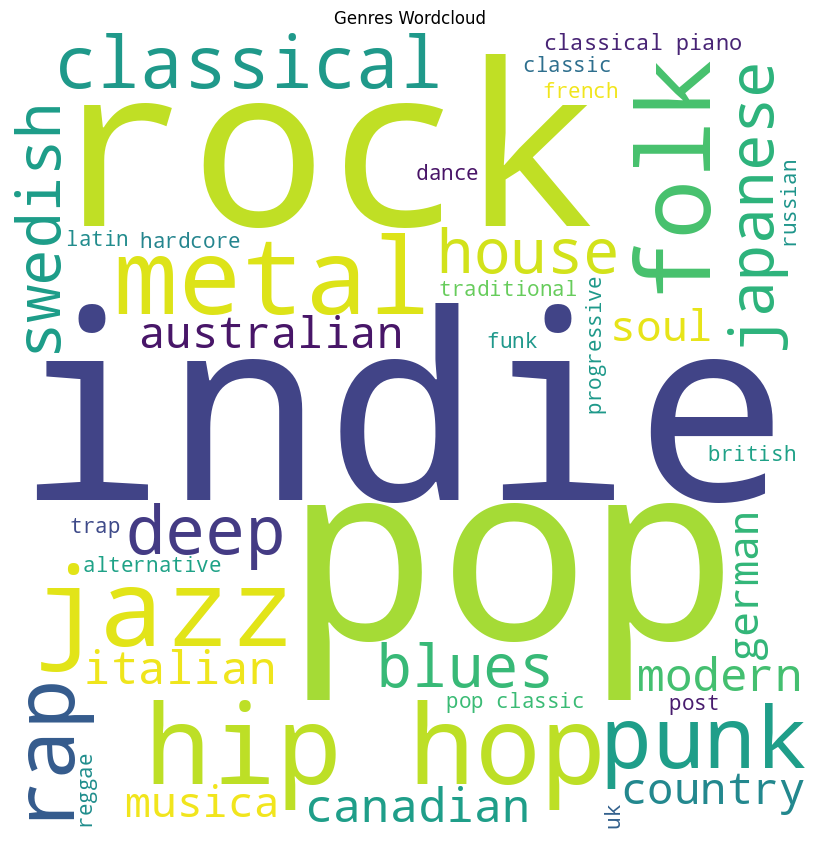 Genres Wordcloud
classical
classical piano
classic
french
rock
folk
japanese
swedish
dance
russian
latin
hardcore
metal
house
traditional
progressive
australian
funk
soul
indie
british
pop
trap
deep
alternative
german
jazz
italian
blues
modern
rap
pop classic
post
hip hop
punk
reggae
musica
canadian
country
uk